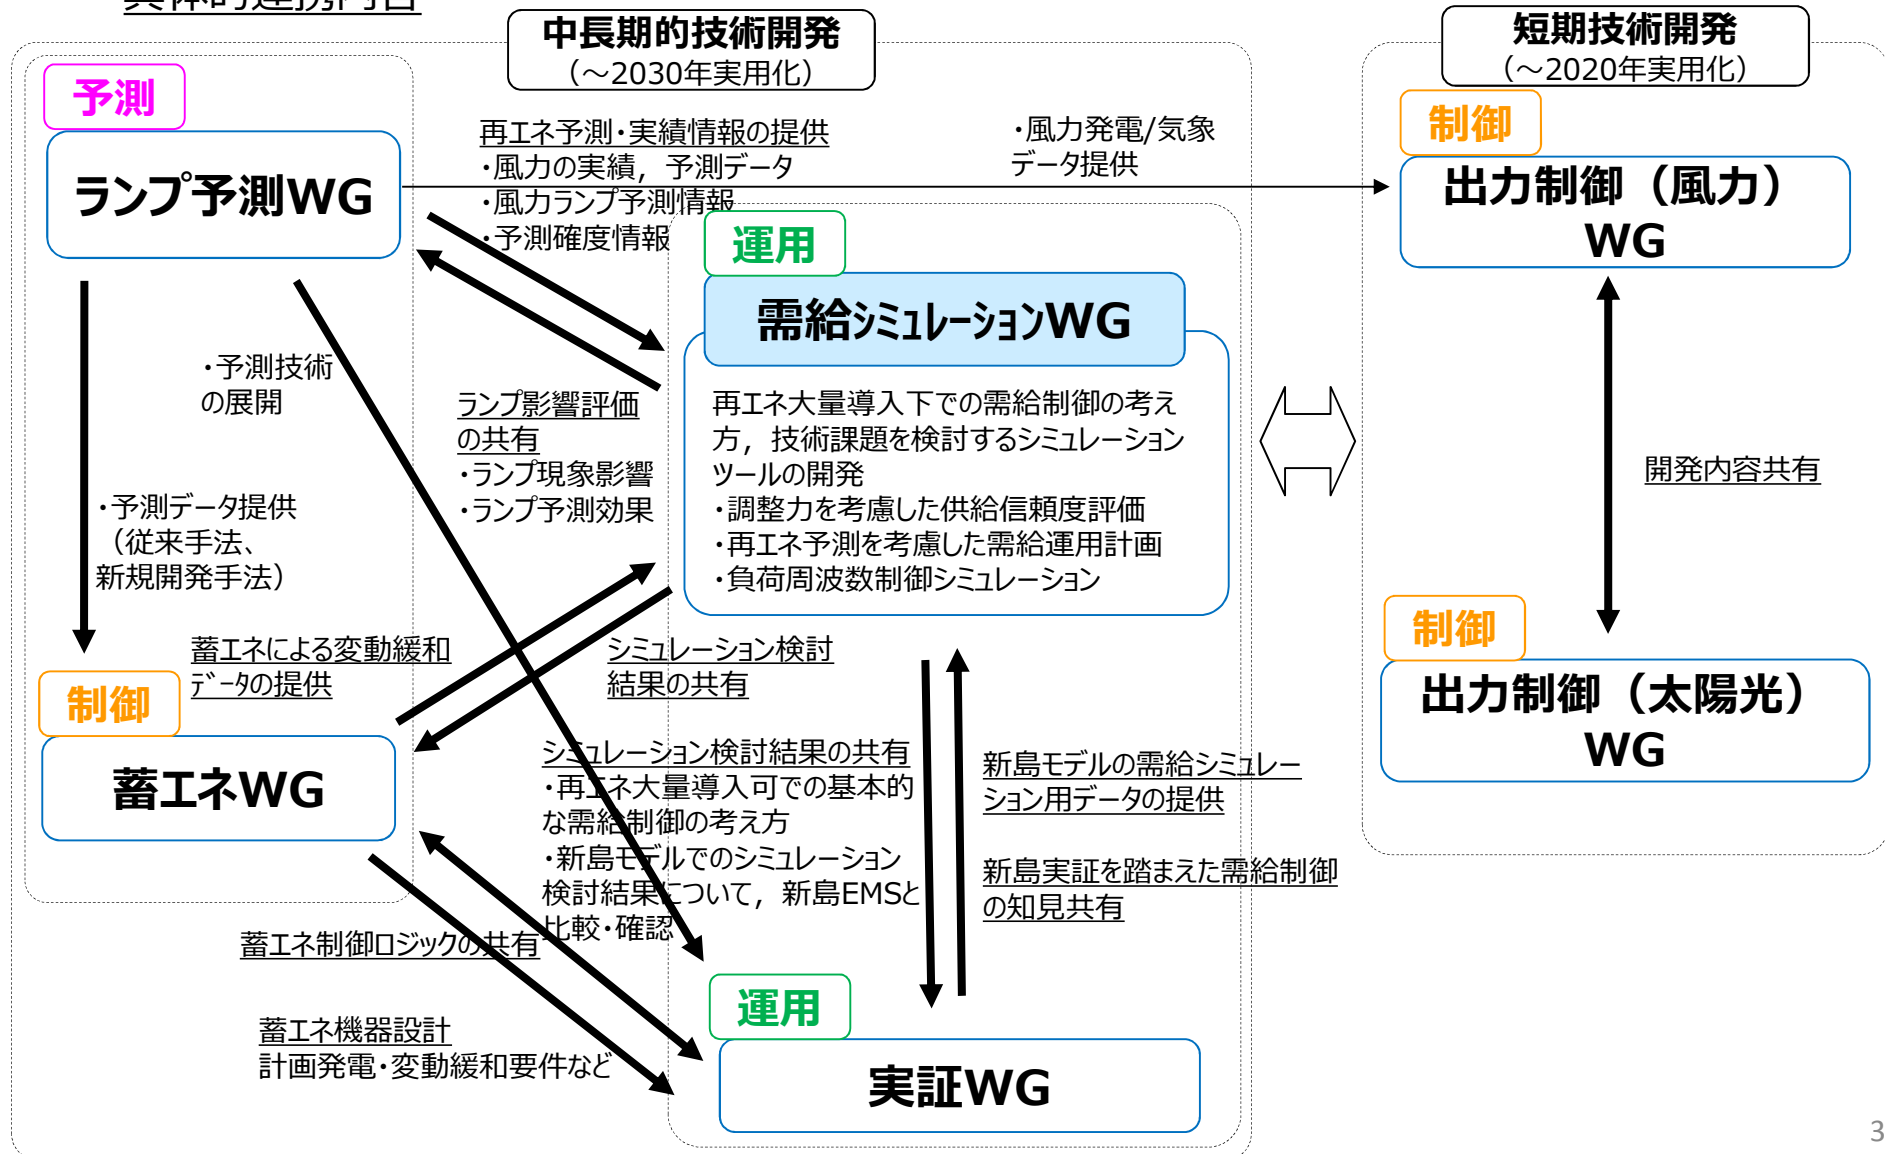 具体的連携内容
中長期的技術開発
（～2030年実用化）
短期技術開発
（～2020年実用化）
予測
ランプ予測WG
再エネ予測・実績情報の提供
・風力の実績，予測データ
・風力ランプ予測情報
・予測確度情報
・風力発電/気象
データ提供
制御
出力制御（風力）
WG
運用
需給シミュレーションWG
再エネ大量導入下での需給制御の考え
方，技術課題を検討するシミュレーション
ツールの開発
・調整力を考慮した供給信頼度評価
・再エネ予測を考慮した需給運用計画
・負荷周波数制御シミュレーション
・予測技術
の展開
ランプ影響評価
の共有
・ランプ現象影響
・ランプ予測効果
・予測データ提供
（従来手法、
新規開発手法）
開発内容共有
蓄エネによる変動緩和
データの提供
シミュレーション検討
結果の共有
制御
蓄エネWG
制御
出力制御（太陽光）
WG
シミュレーション検討結果の共有
・再エネ大量導入可での基本的
な需給制御の考え方
・新島モデルでのシミュレーション
検討結果について，新島EMSと
比較・確認
新島モデルの需給シミュレー
ション用データの提供
新島実証を踏まえた需給制御
の知見共有
蓄エネ制御ロジックの共有
蓄エネ機器設計
計画発電・変動緩和要件など
運用
実証WG
3